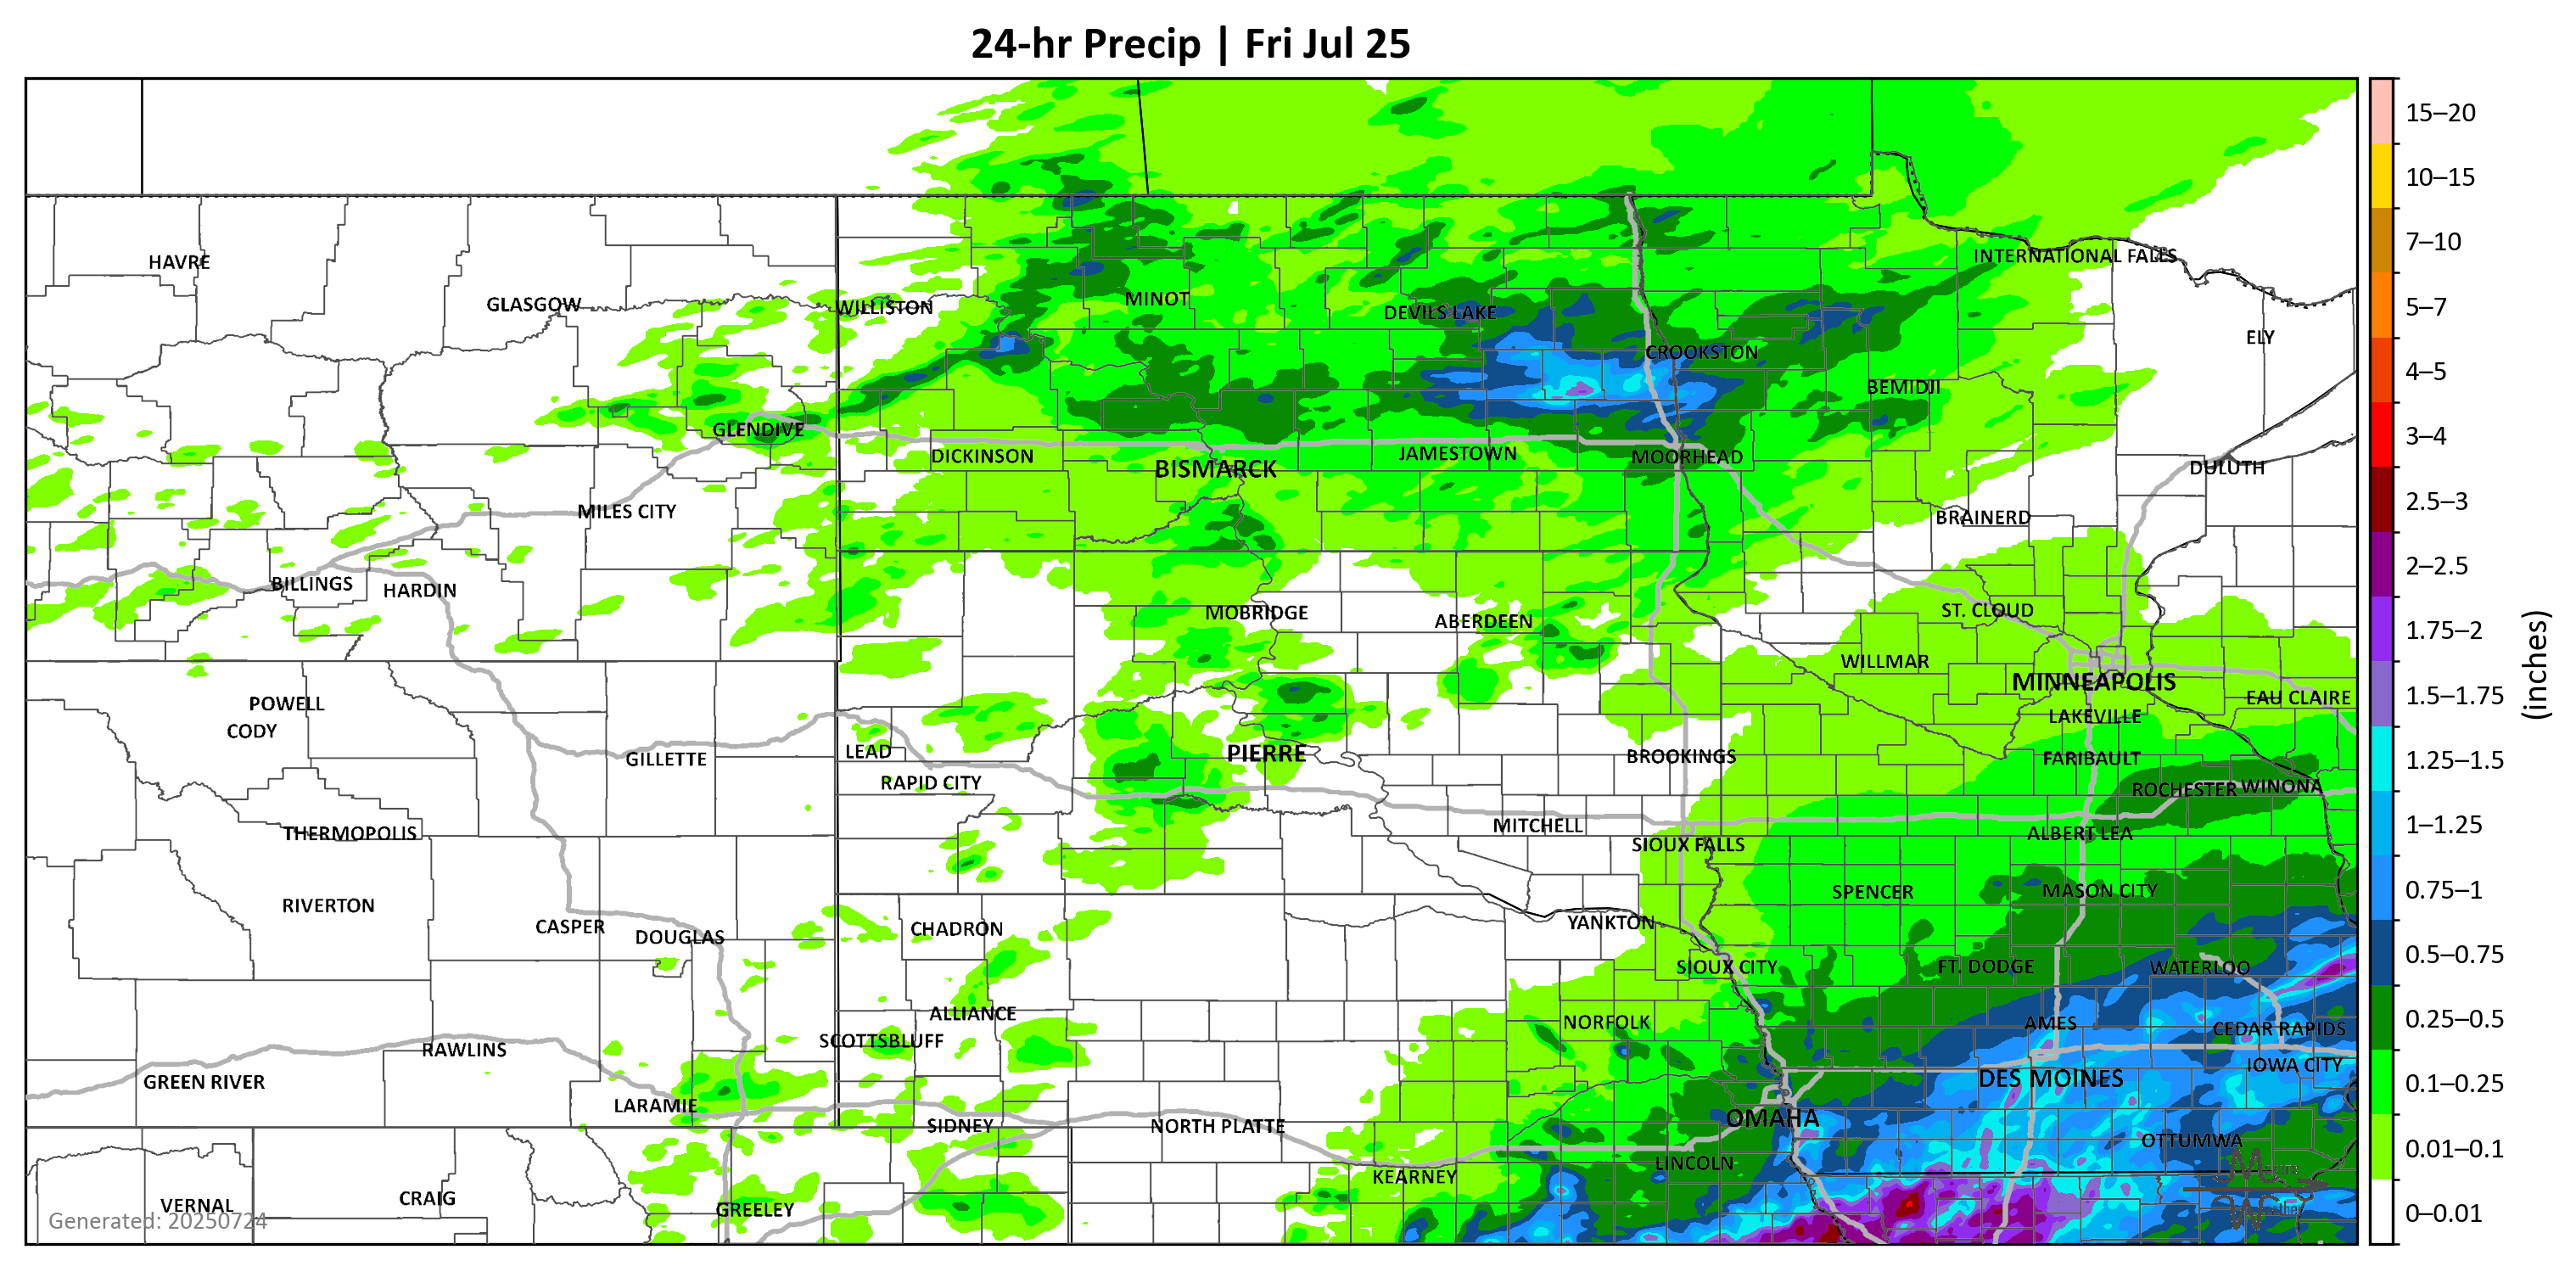 24-hr Precip | Fri Jul 25
15–20
10–15
7–10
5–7
4–5
3–4
2.5–3
2–2.5
1.75–2
1.5–1.75
1.25–1.5
1–1.25
0.75–1
0.5–0.75
0.25–0.5
0.1–0.25
0.01–0.1
0–0.01
(inches)
HAVRE
INTERNATIONAL FALLS
GLASGOW
WILLISTON
MINOT
DEVILS LAKE
ELY
CROOKSTON
BEMIDJI
GLENDIVE
DICKINSON
BISMARCK
JAMESTOWN
MOORHEAD
DULUTH
MILES CITY
BRAINERD
BILLINGS
HARDIN
MOBRIDGE
ABERDEEN
ST. CLOUD
WILLMAR
MINNEAPOLIS
EAU CLAIRE
POWELL
CODY
LAKEVILLE
GILLETTE
LEAD
PIERRE
BROOKINGS
FARIBAULT
RAPID CITY
ROCHESTER
WINONA
THERMOPOLIS
MITCHELL
SIOUX FALLS
ALBERT LEA
RIVERTON
SPENCER
MASON CITY
CASPER
DOUGLAS
CHADRON
YANKTON
SIOUX CITY
FT. DODGE
WATERLOO
ALLIANCE
NORFOLK
AMES
CEDAR RAPIDS
RAWLINS
SCOTTSBLUFF
IOWA CITY
GREEN RIVER
DES MOINES
LARAMIE
SIDNEY
NORTH PLATTE
OMAHA
OTTUMWA
LINCOLN
KEARNEY
VERNAL
CRAIG
GREELEY
Generated: 20250724